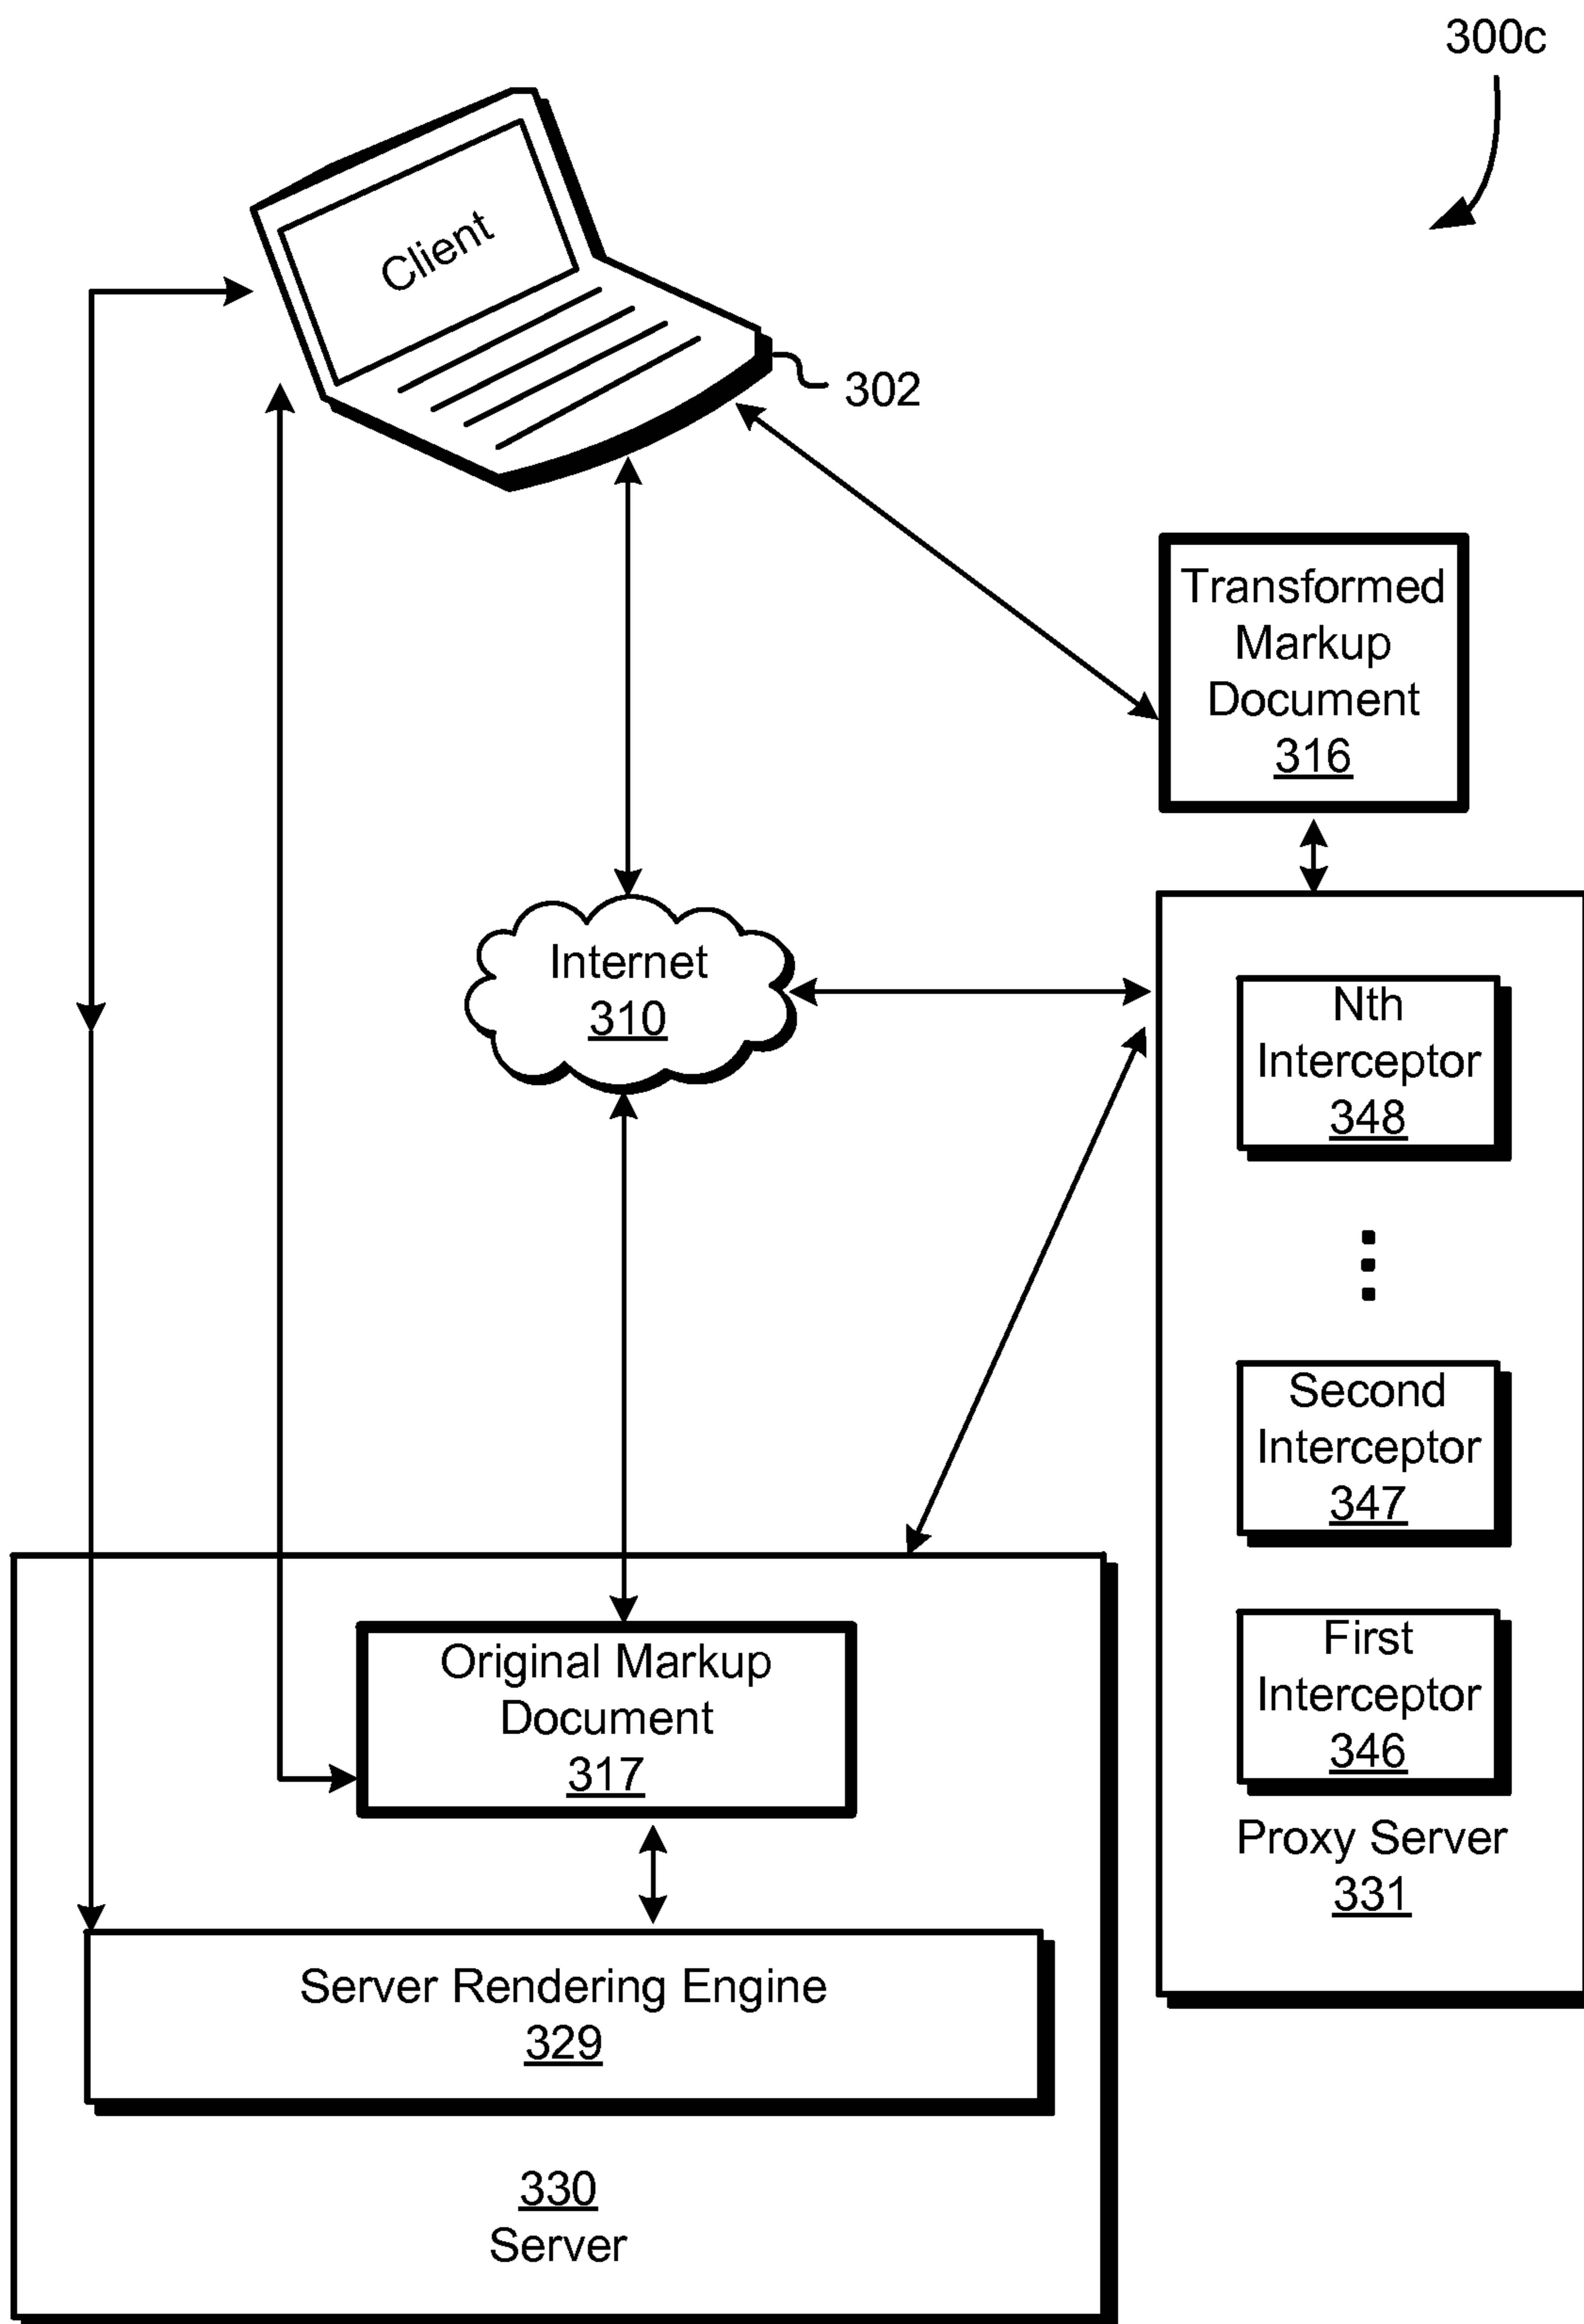 300c
Client
302
Transformed
Markup
Document
316
Internet
310
Nth
Interceptor
348
Second
Interceptor
347
First
Interceptor
346
Proxy Server
331
Original Markup
Document
317
Server Rendering Engine
329
330
Server